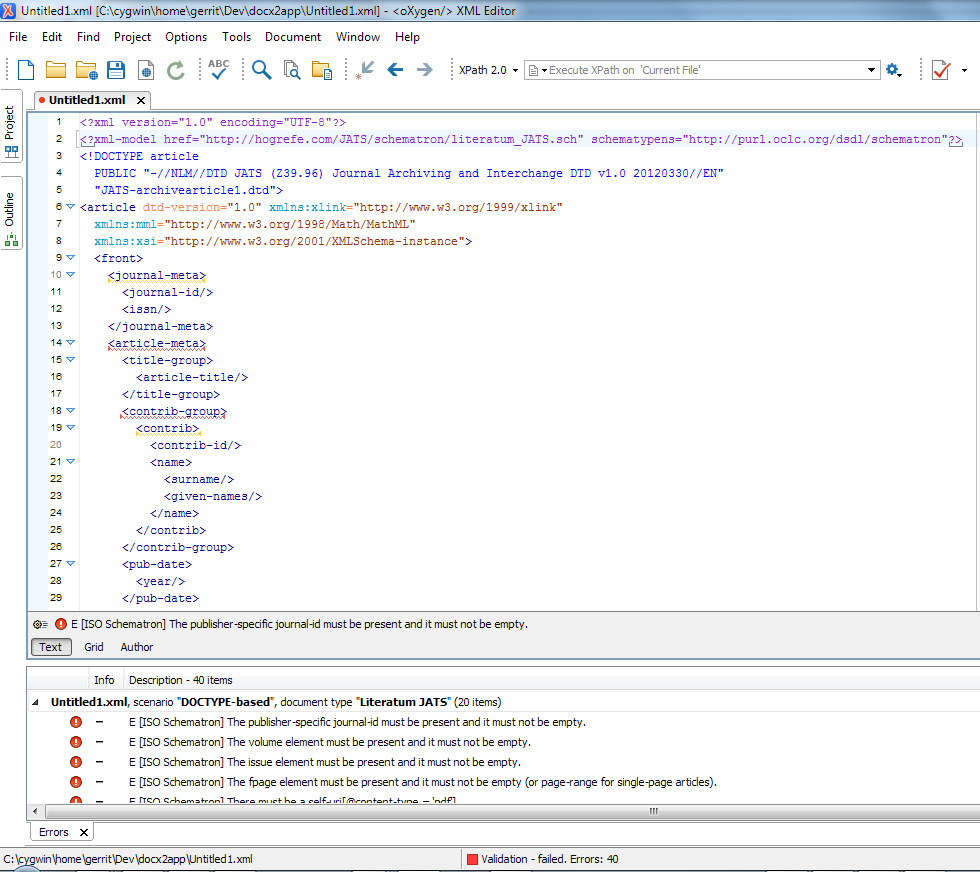 Untitled1.xml [C:\cygwin\home\gerrit\Dev\docx2app\Untitled1.xml] - <oXygen/> XML Editor
File Edit Find Project Options Tools Document Window Help
ABC XPath 2.0 Execute XPath on 'Current File'
Untitled1.xml
Project
Outline
1 <?xml version="1.0" encoding="UTF-8"?>
2 <?xml-model href="http://hogrefe.com/JATS/schematron/literatum_JATS.sch" schematypens="http://purl.oclc.org/dsdl/schematron"?>
3 <!DOCTYPE article
4 PUBLIC "-//NLM//DTD JATS (Z39.96) Journal Archiving and Interchange DTD v1.0 20120330//EN"
5 "JATS-archivearticle1.dtd">
6 <article dtd-version="1.0" xmlns:xlink="http://www.w3.org/1999/xlink"
7 xmlns:mml="http://www.w3.org/1998/Math/MathML"
8 xmlns:xsi="http://www.w3.org/2001/XMLSchema-instance">
9 <front>
10 <journal-meta>
11 <journal-id/>
12 <issn/>
13 </journal-meta>
14 <article-meta>
15 <title-group>
16 <article-title/>
17 </title-group>
18 <contrib-group>
19 <contrib>
20 <contrib-id/>
21 <name>
22 <surname/>
23 <given-names/>
24 </name>
25 </contrib>
26 </contrib-group>
27 <pub-date>
28 <year/>
29 </pub-date>
E [ISO Schematron] The publisher-specific journal-id must be present and it must not be empty.
Text Grid Author
Info Description - 40 items
Untitled1.xml, scenario "DOCTYPE-based", document type "Literatum JATS" (20 items)
E [ISO Schematron] The publisher-specific journal-id must be present and it must not be empty.
E [ISO Schematron] The volume element must be present and it must not be empty.
E [ISO Schematron] The issue element must be present and it must not be empty.
E [ISO Schematron] The fpage element must be present and it must not be empty (or page-range for single-page articles).
E [ISO Schematron] There must be a self-uri[@content-type = 'pdf']
Errors
C:\cygwin\home\gerrit\Dev\docx2app\Untitled1.xml Validation - failed. Errors: 40